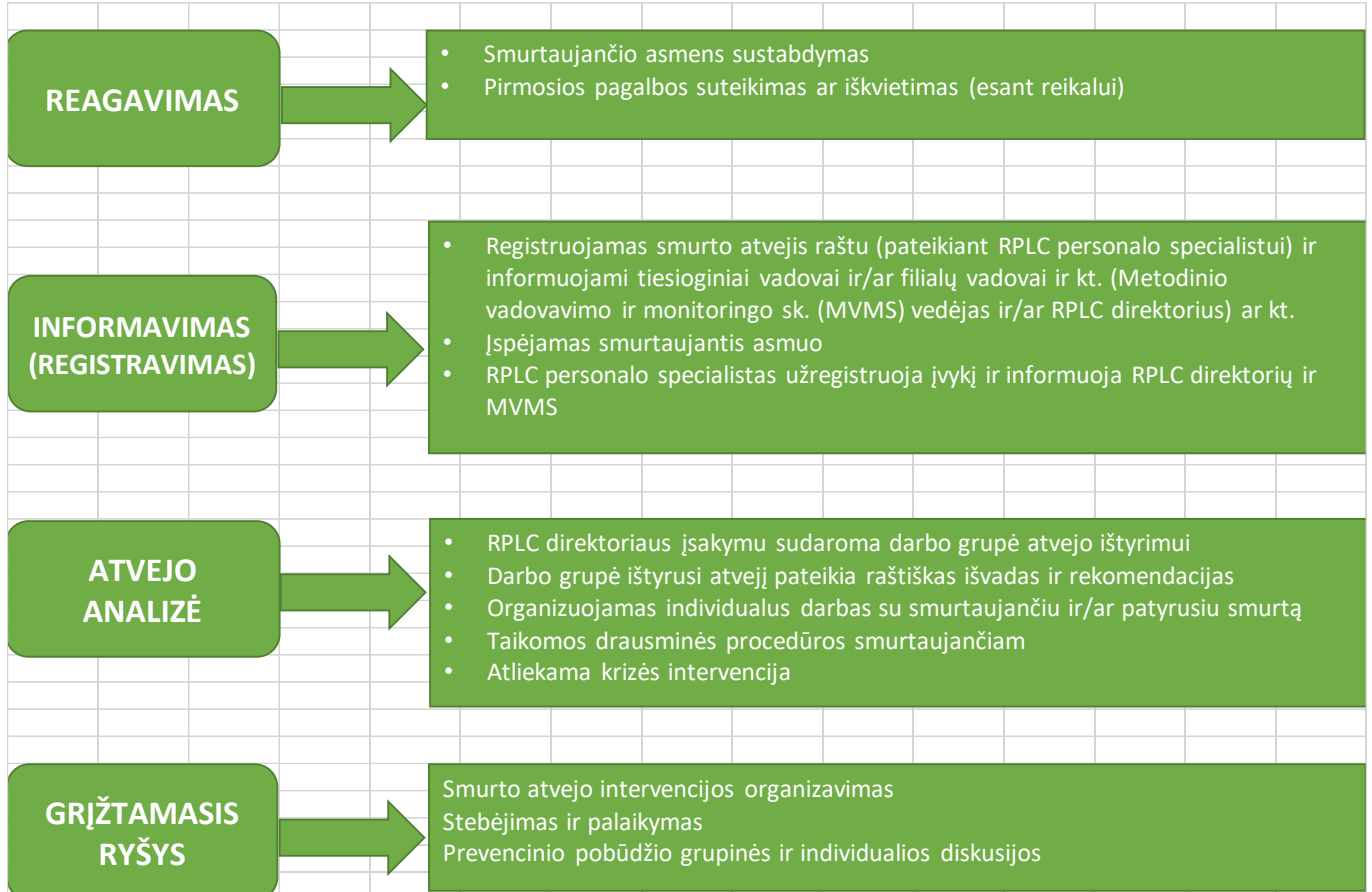 REAGAVIMAS
• Smurtaujančio asmens sustabdymas
• Pirmosios pagalbos suteikimas ar iškvietimas (esant reikalui)
INFORMAVIMAS
(REGISTRAVIMAS)
• Registruojamas smurto atvejis raštu (pateikiant RPLC personalo specialistui) ir
informuojami tiesioginiai vadovai ir/ar filialų vadovai ir kt. (Metodinio
vadovavimo ir monitoringo sk. (MVMS) vedėjas ir/ar RPLC direktorius) ar kt.
• Įspėjamas smurtaujantis asmuo
• RPLC personalo specialistas užregistruoja įvykį ir informuoja RPLC direktorių ir
MVMS
ATVEJO
ANALIZĖ
• RPLC direktoriaus įsakymu sudaroma darbo grupė atvejo ištyrimui
• Darbo grupė ištyrusi atvejį pateikia raštiškas išvadas ir rekomendacijas
• Organizuojamas individualus darbas su smurtaujančiu ir/ar patyrusiu smurtą
• Taikomos drausminės procedūros smurtaujančiam
• Atliekama krizės intervencija
GRĮŽTAMASIS
RYŠYS
Smurto atvejo intervencijos organizavimas
Stebėjimas ir palaikymas
Prevencinio pobūdžio grupinės ir individualios diskusijos